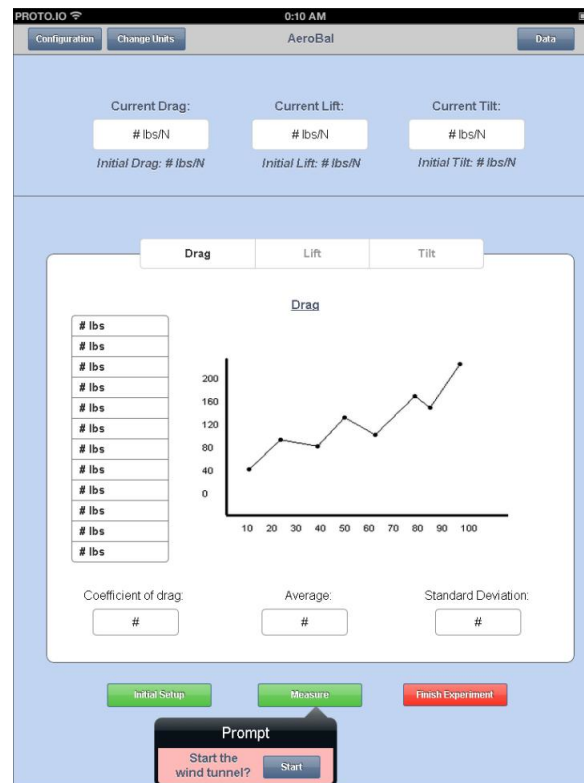 PROTO.IO 0:10 AM
Configuration Change Units AeroBal Data
Current Drag: Current Lift: Current Tilt:
# lbs/N # lbs/N # lbs/N
Initial Drag: # lbs/N Initial Lift: # lbs/N Initial Tilt: # lbs/N
Drag Lift Tilt
Drag
# lbs
# lbs
# lbs
# lbs
# lbs
# lbs
# lbs
# lbs
# lbs
# lbs
# lbs
# lbs
200
160
120
80
40
0
10 20 30 40 50 60 70 80 90 100
Coefficient of drag: Average: Standard Deviation:
# # #
Initial Setup Measure Finish Experiment
Prompt
Start the
wind tunnel? Start